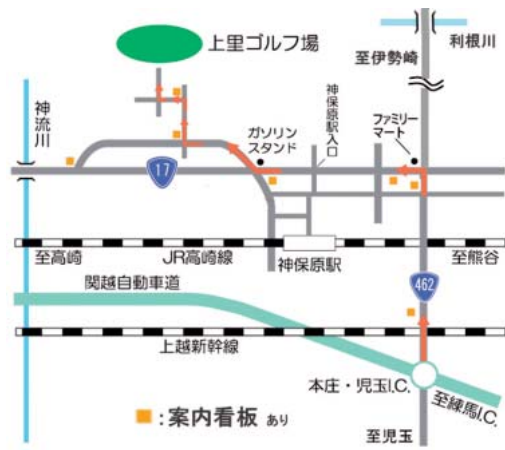 利根川
至伊勢崎
上里ゴルフ場
神流川
神保原駅入口
ファミリー
マート
ガソリン
スタンド
17
至高崎
JR高崎線
神保原駅
至熊谷
関越自動車道
462
上越新幹線
本庄・児玉I.C.
至練馬I.C.
:案内看板 あり
至児玉